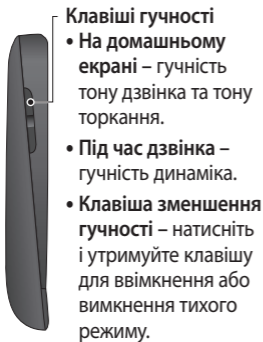 Клавіші гучності
• На домашньому
екрані – гучність
тону дзвінка та тону
торкання.
• Під час дзвінка –
гучність динаміка.
• Клавіша зменшення
гучності – натисніть
і утримуйте клавішу
для ввімкнення або
вимкнення тихого
режиму.